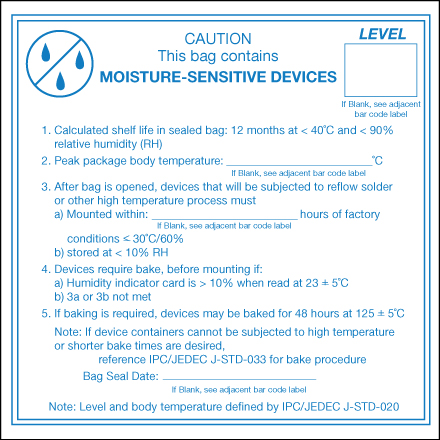 CAUTION
This bag contains
MOISTURE-SENSITIVE DEVICES
LEVEL
If Blank, see adjacent
bar code label
1. Calculated shelf life in sealed bag: 12 months at < 40˚C and < 90%
relative humidity (RH)
2. Peak package body temperature: ____________________ ˚C
If Blank, see adjacent bar code label
3. After bag is opened, devices that will be subjected to reflow solder
or other high temperature process must
a) Mounted within: ____________________ hours of factory
If Blank, see adjacent bar code label
conditions ≤ 30˚C/60%
b) stored at < 10% RH
4. Devices require bake, before mounting if:
a) Humidity indicator card is > 10% when read at 23 ± 5˚C
b) 3a or 3b not met
5. If baking is required, devices may be baked for 48 hours at 125 ± 5˚C
Note: If device containers cannot be subjected to high temperature
or shorter bake times are desired,
reference IPC/JEDEC J-STD-033 for bake procedure
Bag Seal Date: ____________________
If Blank, see adjacent bar code label
Note: Level and body temperature defined by IPC/JEDEC J-STD-020